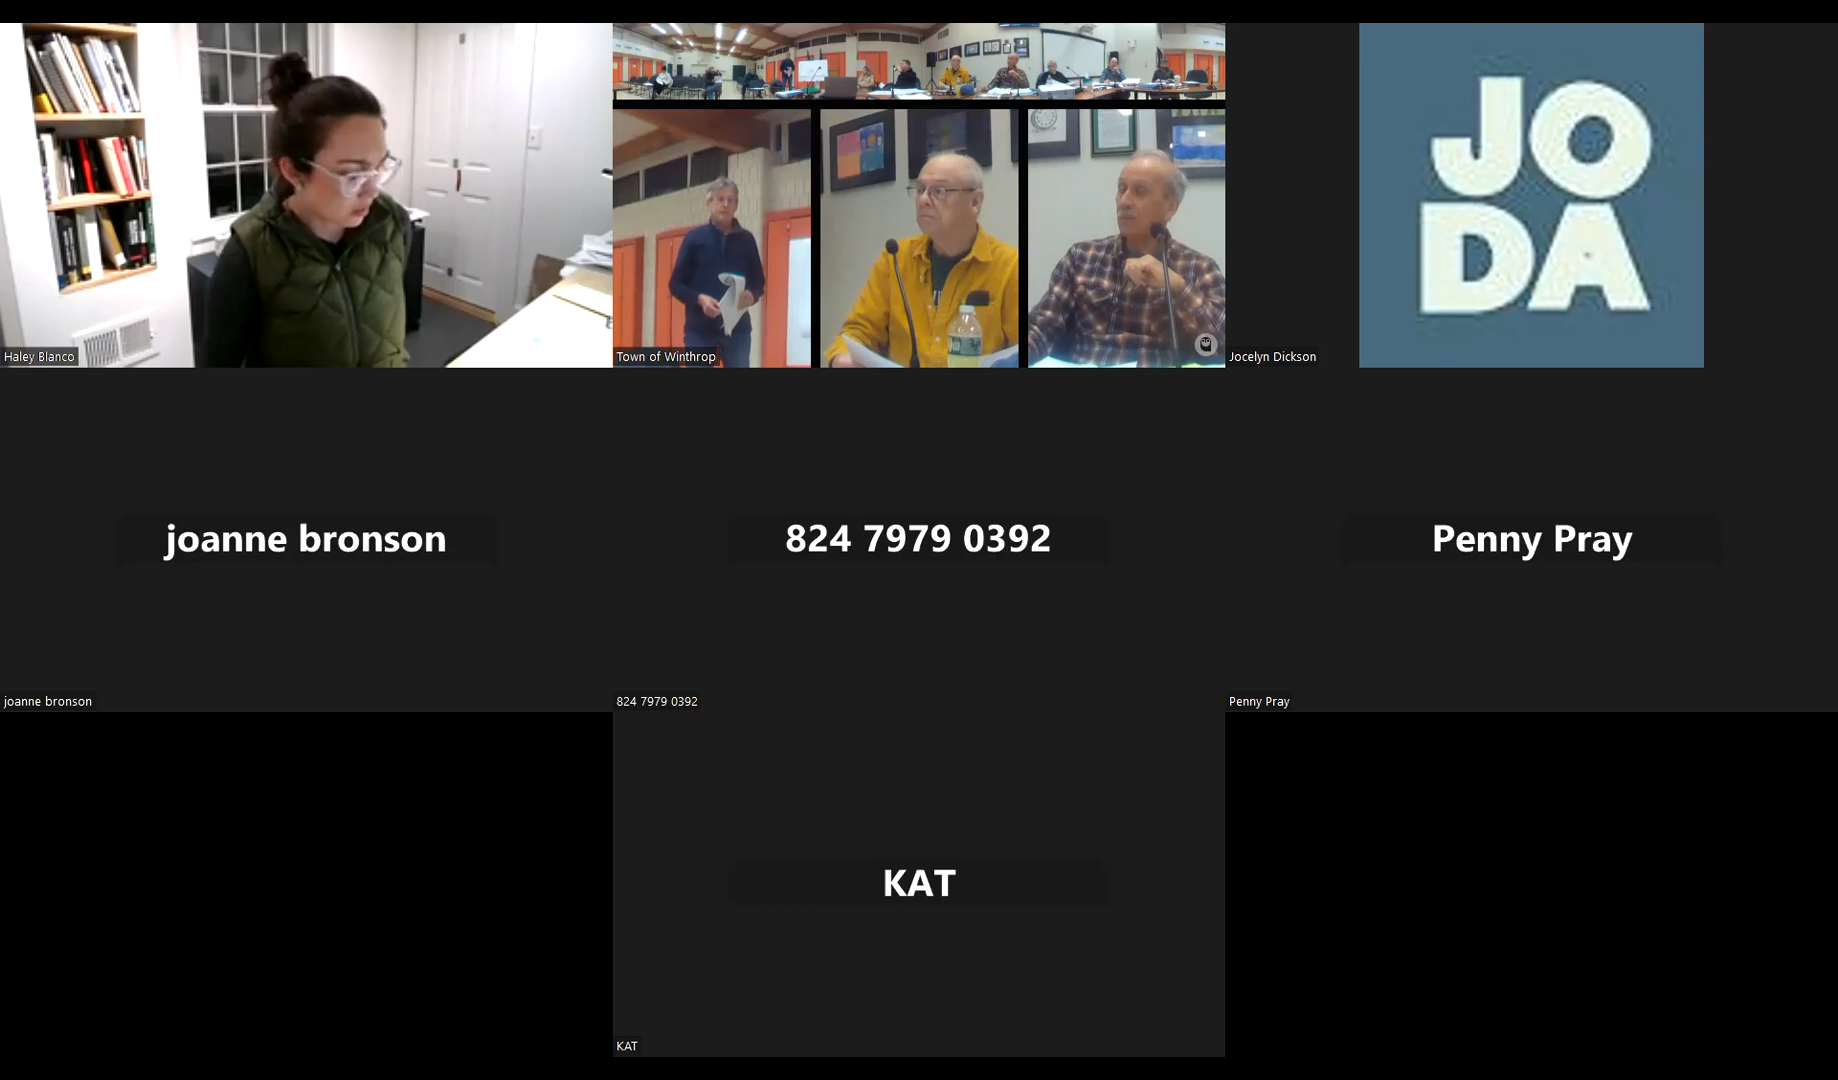 Haley Blanco
Town of Winthrop
JO
DA
Jocelyn Dickson
joanne bronson
824 7979 0392
Penny Pray
joanne bronson
824 7979 0392
Penny Pray
KAT
KAT